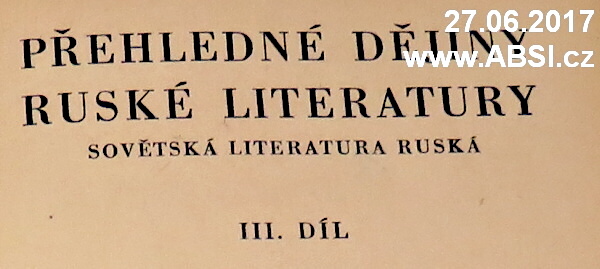 27.06.2017
PŘEHLEDNÉ DĚJINY
www.ABSI.cz
RUSKÉ LITERATURY
SOVĚTSKÁ LITERATURA RUSKÁ
III. DÍL